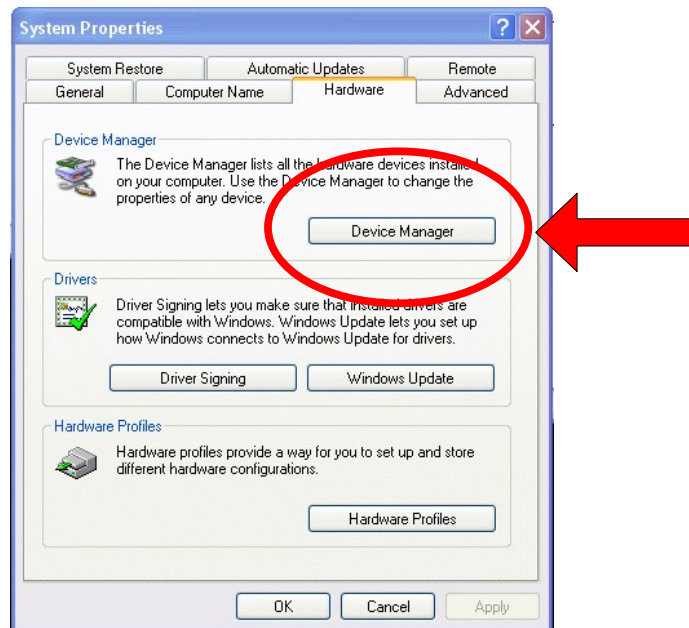 System Properties
System Restore
Automatic Updates
Remote
General
Computer Name
Hardware
Advanced
Device Manager
The Device Manager lists all the hardware devices installed
on your computer. Use the Device Manager to change the
properties of any device.
Device Manager
Drivers
Driver Signing lets you make sure that installed drivers are
compatible with Windows. Windows Update lets you set up
how Windows connects to Windows Update for drivers.
Driver Signing
Windows Update
Hardware Profiles
Hardware profiles provide a way for you to set up and store
different hardware configurations.
Hardware Profiles
OK
Cancel
Apply